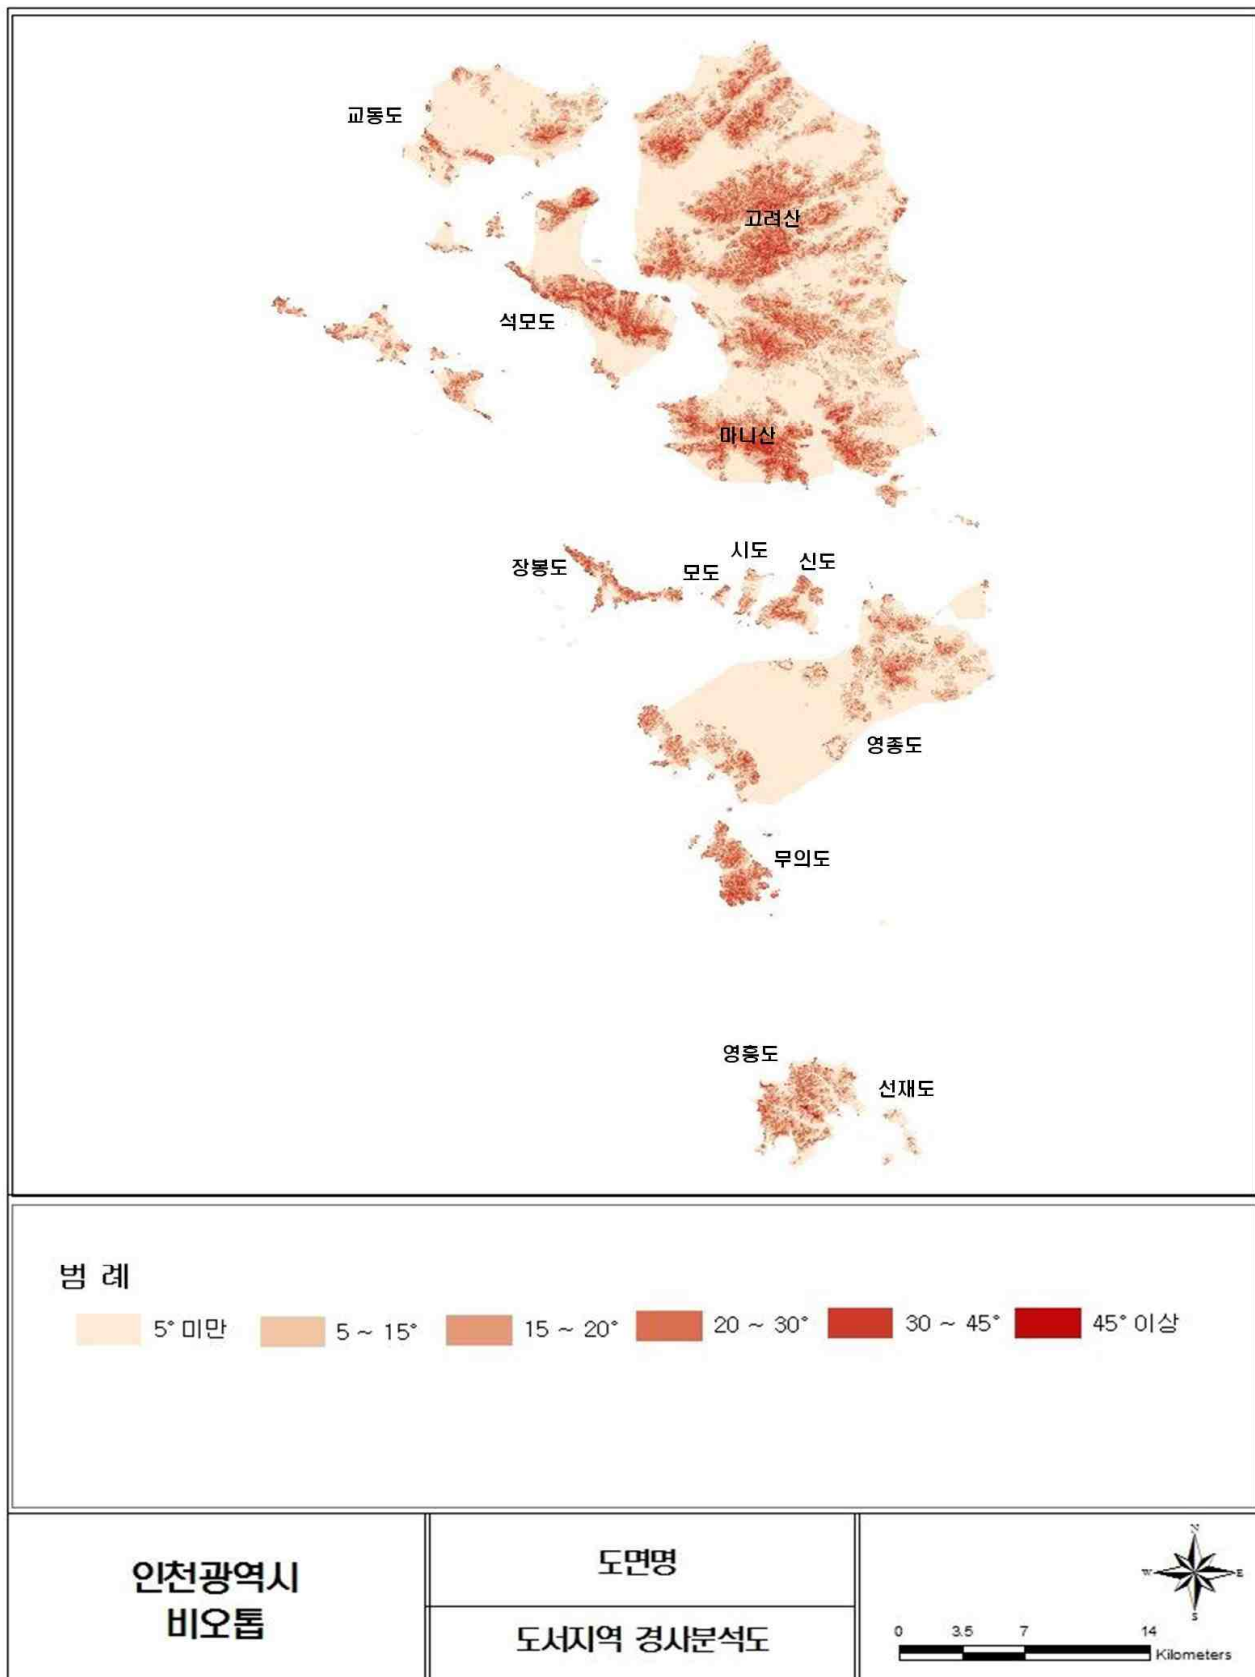 교동도
고려산
석모도
마니산
시도
신도
장봉도
모도
영종도
무의도
영흥도
선재도
범 례
5° 미만
5 ~ 15°
15 ~ 20°
20 ~ 30°
30 ~ 45°
45° 이상
인천광역시
비오톱
도면명
도서지역 경사분석도
N
W
E
S
0 3.5 7 14
Kilometers